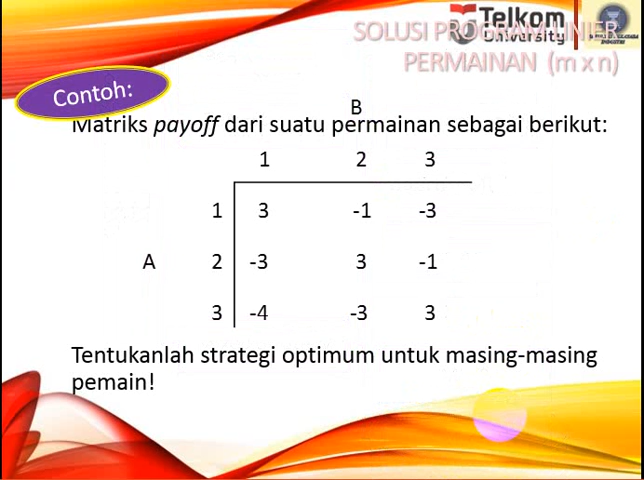 Telkom
University
SOLUSI PROGRAM LINIER
PERMAINAN (m x n)
Contoh:
B
Matriks payoff dari suatu permainan sebagai berikut:
1 2 3
1 3 -1 -3
A 2 -3 3 -1
3 -4 -3 3
Tentukanlah strategi optimum untuk masing-masing
pemain!